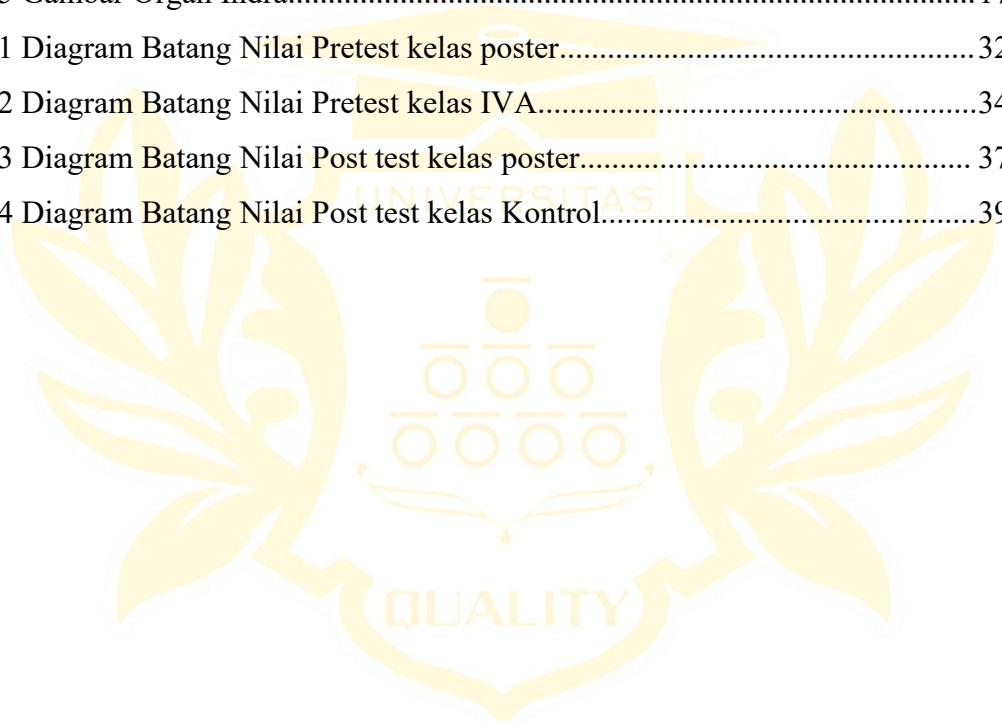 Gambar Organ Indra
1 Diagram Batang Nilai Pretest kelas poster........................................................32
2 Diagram Batang Nilai Pretest kelas IVA...........................................................34
3 Diagram Batang Nilai Post test kelas poster..................................................... 37
4 Diagram Batang Nilai Post test kelas Kontrol...................................................39
UNIVERSITAS
QUALITY